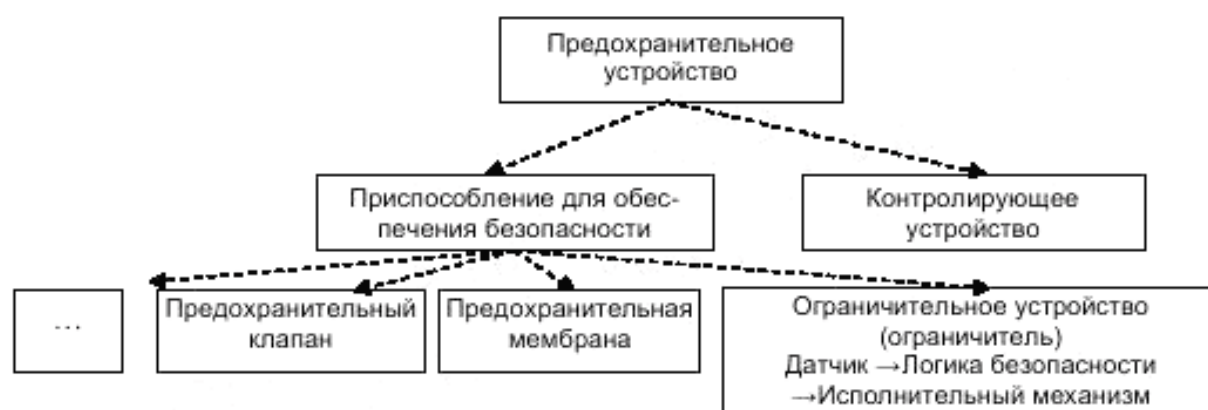 Предохранительное
устройство
Приспособление для обес-
печения безопасности
Контролирующее
устройство
...
Предохранительный
клапан
Предохранительная
мембрана
Ограничительное устройство
(ограничитель)
Датчик →Логика безопасности
→Исполнительный механизм